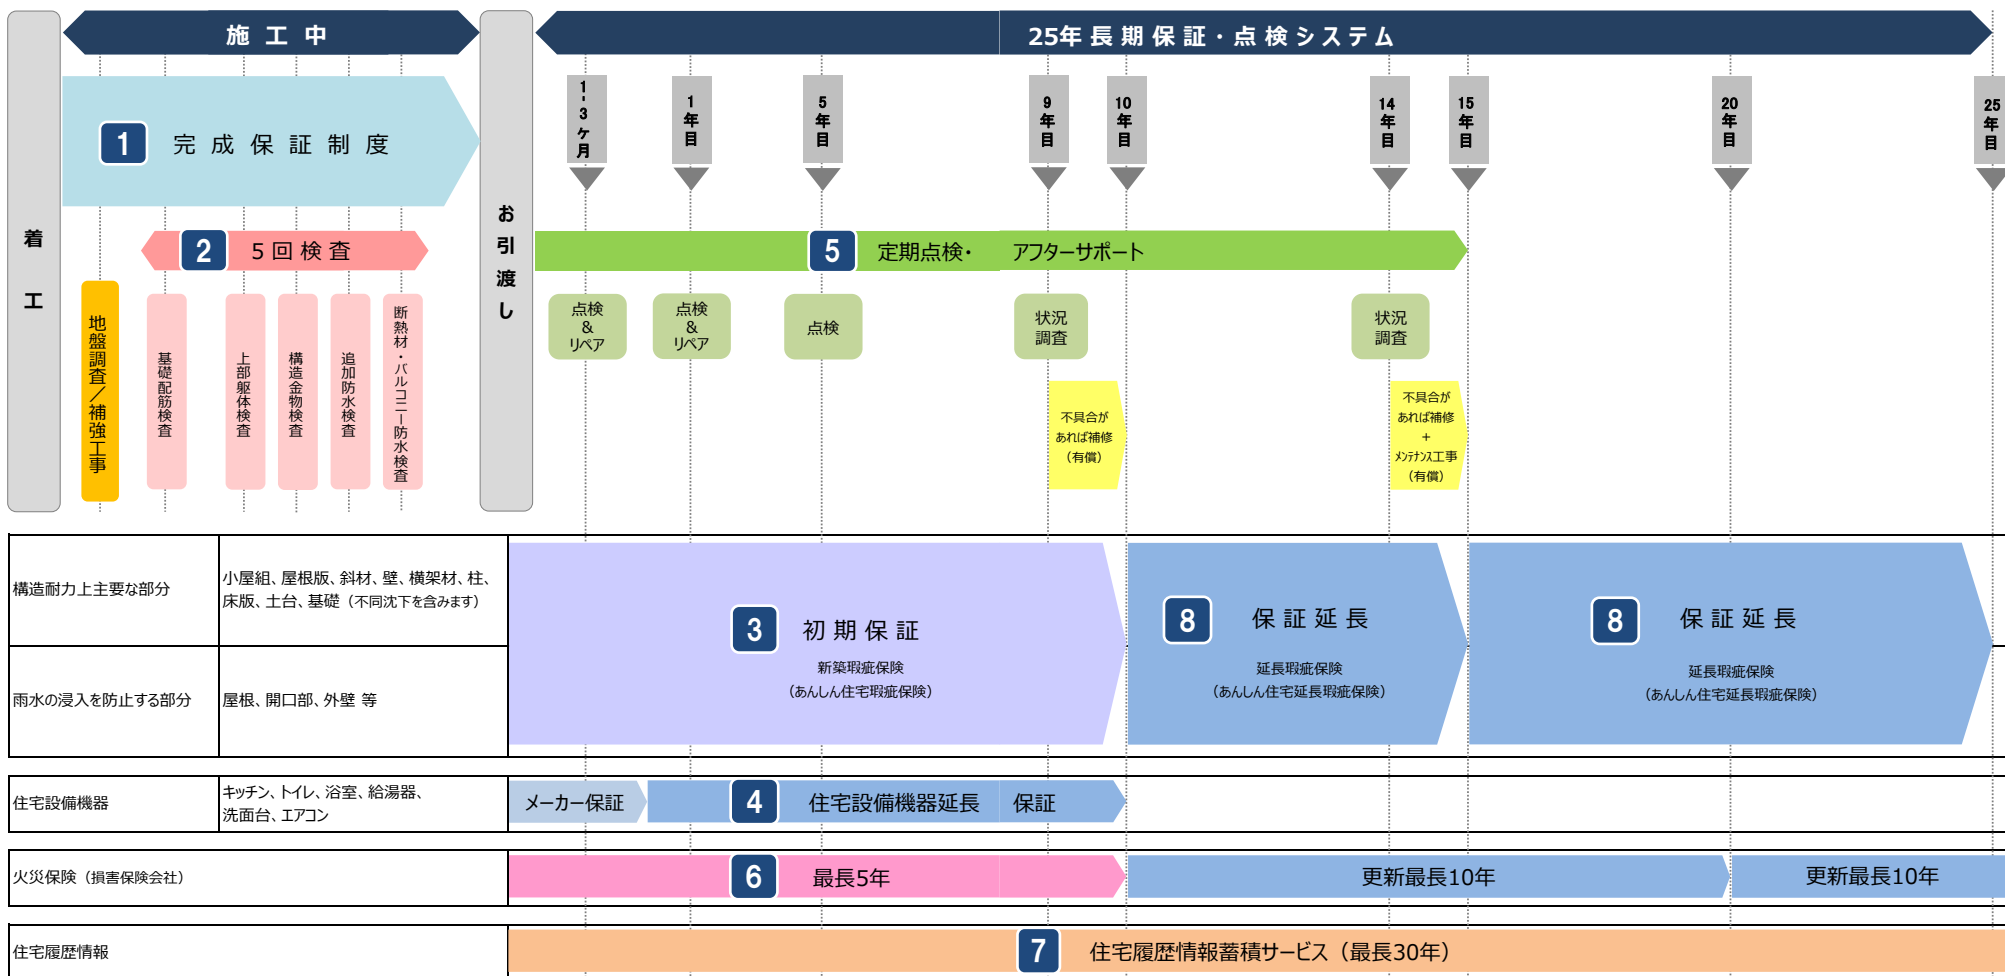 施工中
25年長期保証・点検システム
着工
お引渡し
1-3ヶ月
1年目
5年目
9年目
10年目
14年目
15年目
20年目
25年目
1 完成保証制度
2 5回検査
5 定期点検・アフターサポート
地盤調査／補強工事
基礎配筋検査
上部躯体検査
構造金物検査
追加防水検査
断熱材・バルコニー防水検査
点検
&
リペア
点検
&
リペア
点検
状況
調査
状況
調査
不具合が
あれば補修
（有償）
不具合が
あれば補修
+
メンテナンス工事
（有償）
構造耐力上主要な部分
小屋組、屋根版、斜材、壁、横架材、柱、
床版、土台、基礎（不同沈下を含みます）
雨水の浸入を防止する部分
屋根、開口部、外壁 等
3 初期保証
新築瑕疵保険
（あんしん住宅瑕疵保険）
8 保証延長
延長瑕疵保険
（あんしん住宅延長瑕疵保険）
8 保証延長
延長瑕疵保険
（あんしん住宅延長瑕疵保険）
住宅設備機器
キッチン、トイレ、浴室、給湯器、
洗面台、エアコン
メーカー保証
4 住宅設備機器延長保証
火災保険（損害保険会社）
6 最長5年
更新最長10年
更新最長10年
住宅履歴情報
7 住宅履歴情報蓄積サービス（最長30年）